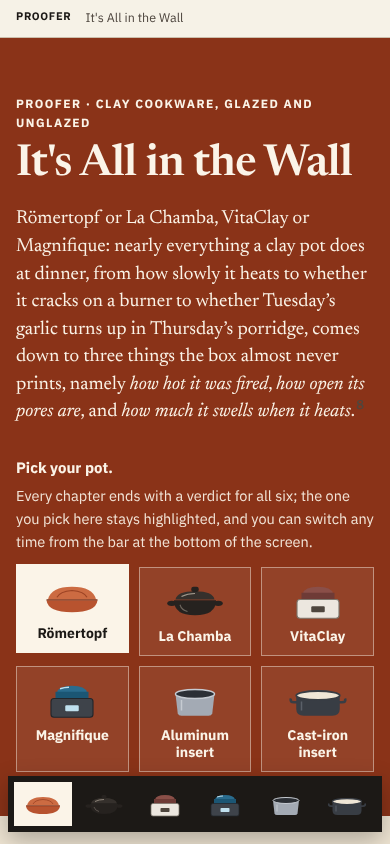 PROOFER It's All in the Wall
PROOFER · CLAY COOKWARE, GLAZED AND
UNGLAZED
It's All in the Wall
Römertopf or La Chamba, VitaClay or
Magnifique: nearly everything a clay pot does
at dinner, from how slowly it heats to whether
it cracks on a burner to whether Tuesday’s
garlic turns up in Thursday’s porridge, comes
down to three things the box almost never
prints, namely how hot it was fired, how open its
pores are, and how much it swells when it heats.
Pick your pot.
Every chapter ends with a verdict for all six; the one
you pick here stays highlighted, and you can switch any
time from the bar at the bottom of the screen.
Römertopf
La Chamba
VitaClay
Magnifique
Aluminum
insert
Cast-iron
insert